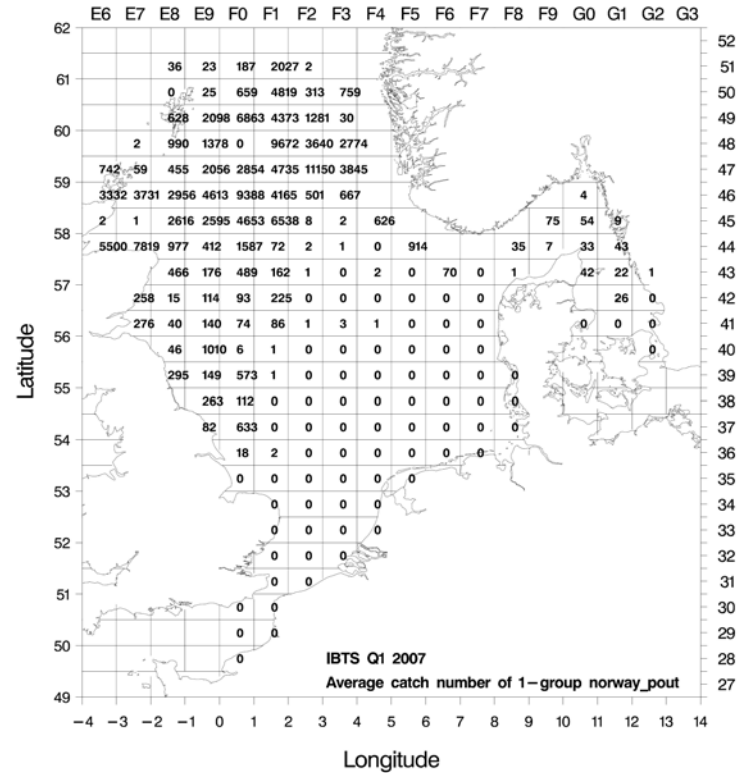 E6 E7 E8 E9 F0 F1 F2 F3 F4 F5 F6 F7 F8 F9 G0 G1 G2 G3
62
52
36 23 187 2027 2 51
61
0 25 659 4819 313 759 50
628 2098 6863 4373 1281 30 49
60
2 990 1378 0 9672 3640 2774 48
742 59 455 2056 2854 4735 11150 3845 47
59
3332 3731 2956 4613 9388 4165 501 667 4 46
2 1 2616 2595 4653 6538 8 2 626 75 54 9 45
58
5500 7819 977 412 1587 72 2 1 0 914 35 7 33 43 44
466 176 489 162 1 0 2 0 70 0 1 42 22 1 43
57
258 15 114 93 225 0 0 0 0 0 0 26 0 42
276 40 140 74 86 1 3 1 0 0 0 0 0 0 41
56
46 1010 6 1 0 0 0 0 0 0 0 40
295 149 573 1 0 0 0 0 0 0 0 39
55
263 112 0 0 0 0 0 0 0 0 38
82 633 0 0 0 0 0 0 0 0 37
54
18 2 0 0 0 0 0 0 36
0 0 0 0 0 0 35
53
0 0 0 0 34
0 0 0 0 33
52
0 0 0 32
0 0 31
51
0 0 30
0 0 29
50
0 IBTS Q1 2007 28
Average catch number of 1-group norway_pout 27
49
-4 -3 -2 -1 0 1 2 3 4 5 6 7 8 9 10 11 12 13 14
Longitude
Latitude